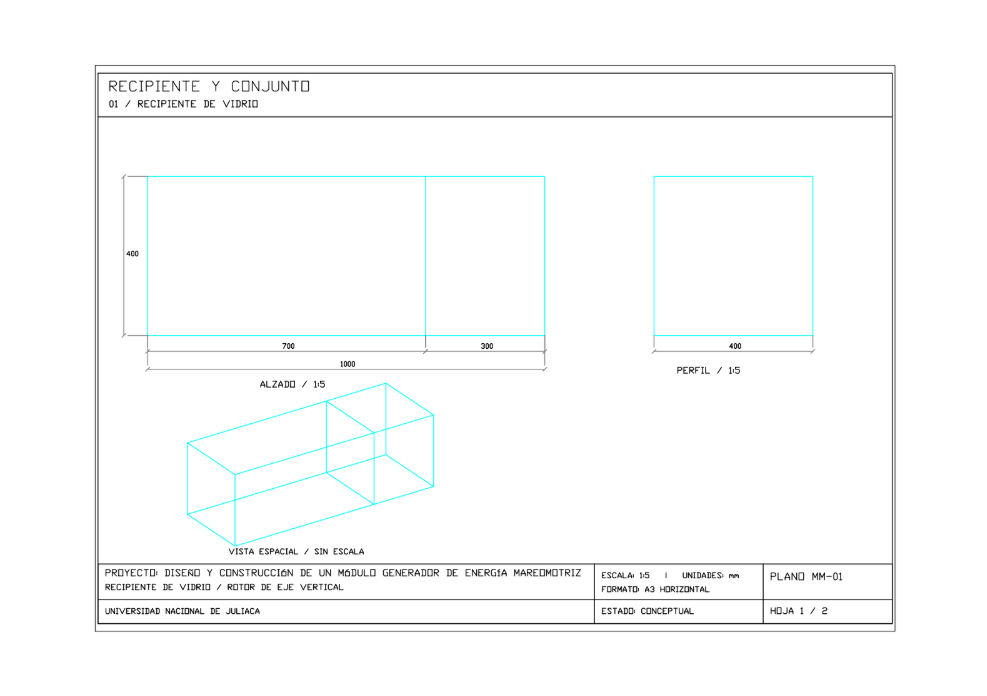 RECIPIENTE Y CONJUNTO
01 / RECIPIENTE DE VIDRIO
400
700
300
1000
ALZADO / 1:5
400
PERFIL / 1:5
VISTA ESPACIAL / SIN ESCALA
PROYECTO: DISEÑO Y CONSTRUCCIóN DE UN MóDULO GENERADOR DE ENERGíA MAREOMOTRIZ
RECIPIENTE DE VIDRIO / ROTOR DE EJE VERTICAL
ESCALA: 1:5 | UNIDADES: mm
FORMATO: A3 HORIZONTAL
PLANO MM-01
UNIVERSIDAD NACIONAL DE JULIACA
ESTADO: CONCEPTUAL
HOJA 1 / 2